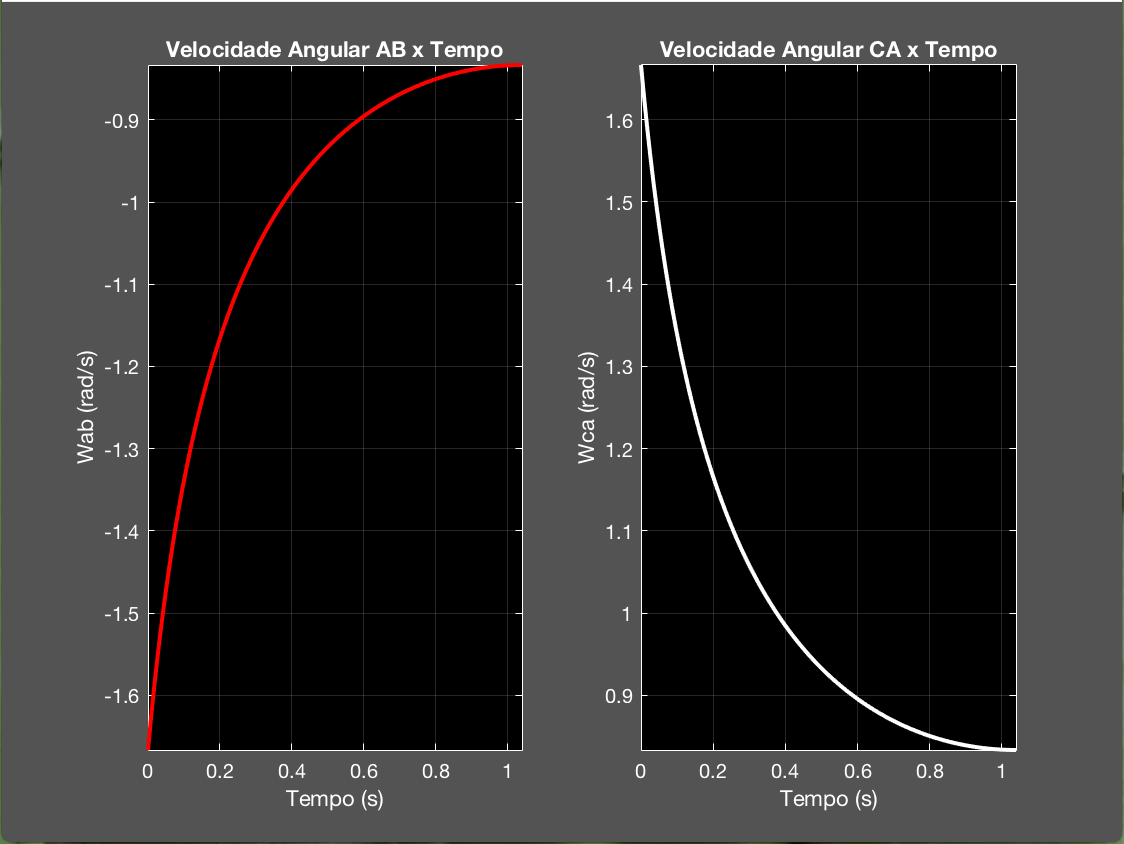 Velocidade Angular AB x Tempo
-0.9
-1
-1.1
-1.2
-1.3
-1.4
-1.5
-1.6
Wab (rad/s)
0 0.2 0.4 0.6 0.8 1
Tempo (s)
Velocidade Angular CA x Tempo
1.6
1.5
1.4
1.3
1.2
1.1
1
0.9
Wca (rad/s)
0 0.2 0.4 0.6 0.8 1
Tempo (s)